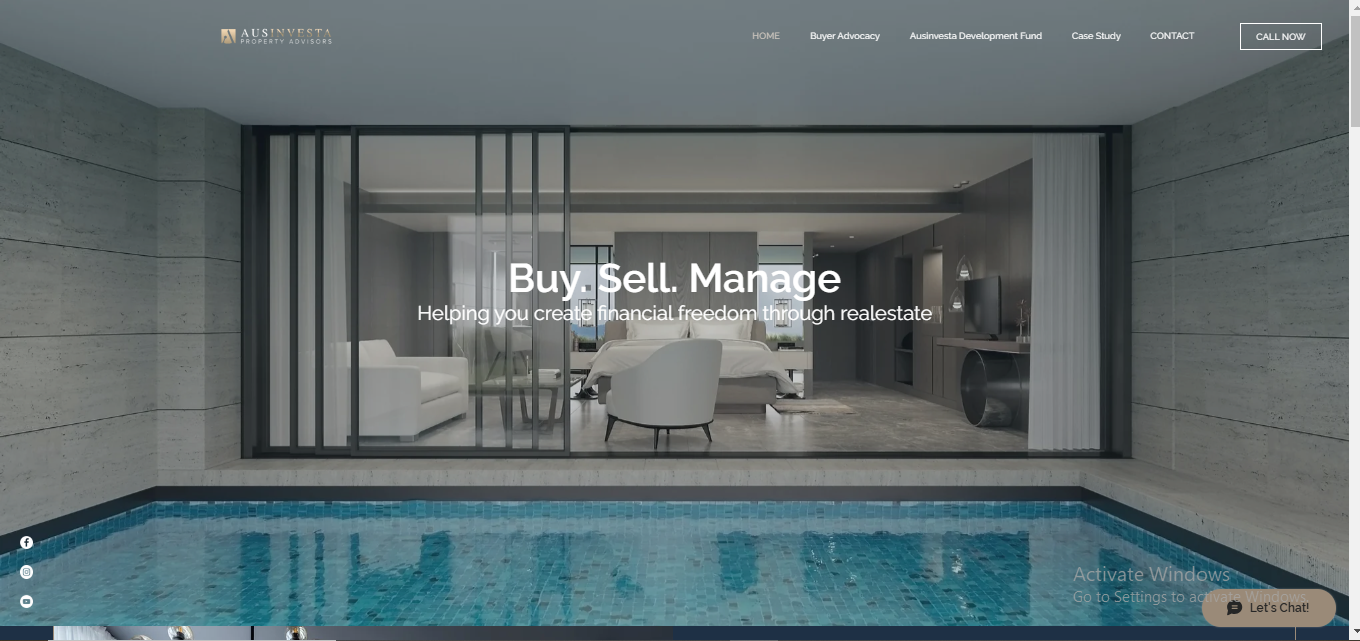 AUSINVESTA
PROPERTY ADVISORS
HOME
Buyer Advocacy
Ausinvesta Development Fund
Case Study
CONTACT
CALL NOW
Buy. Sell. Manage
Helping you create financial freedom through realestate
Activate Windows
Go to Settings to activate Windows.
Let's Chat!